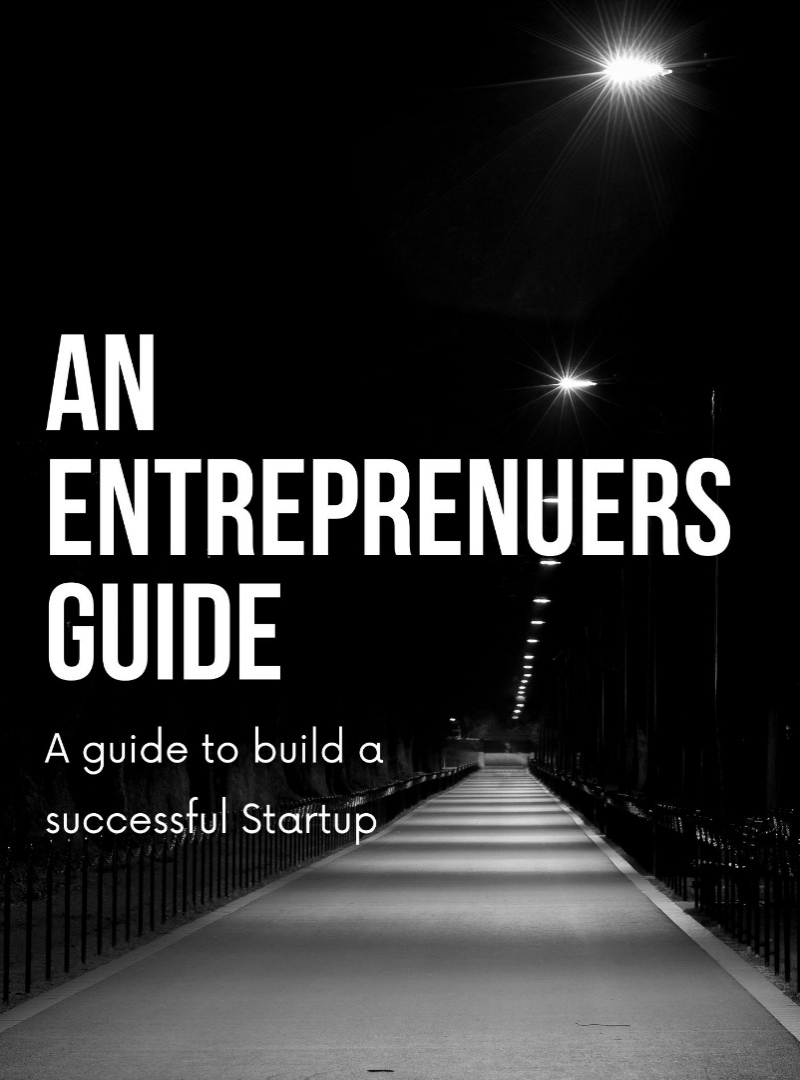 AN
ENTREPRENUERS
GUIDE
A guide to build a
successful Startup